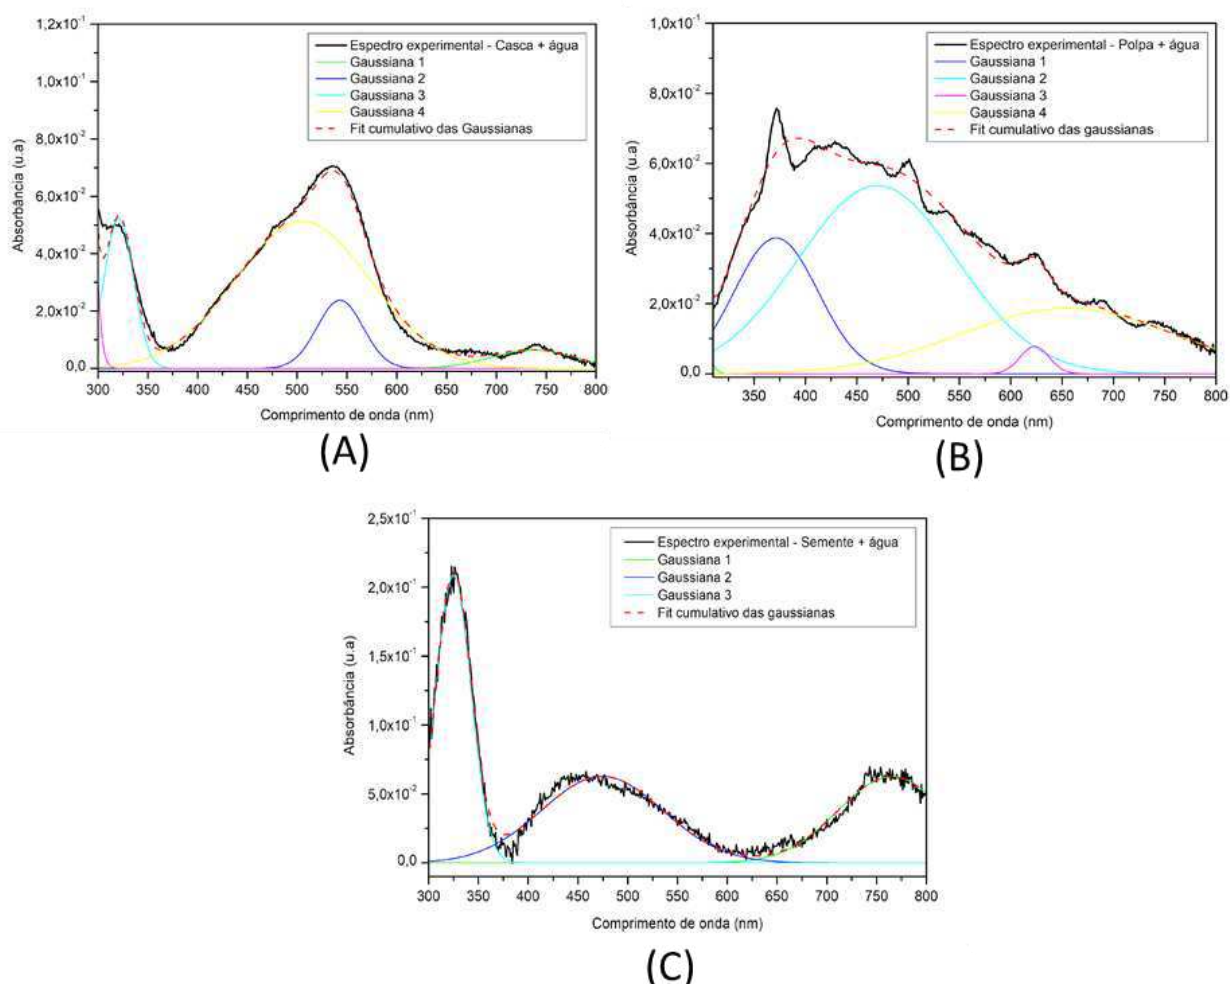 1,2x10⁻¹
1,0x10⁻¹
8,0x10⁻²
6,0x10⁻²
4,0x10⁻²
2,0x10⁻²
0,0
Absorbância (u.a)
Espectro experimental - Casca + água
Gaussiana 1
Gaussiana 2
Gaussiana 3
Gaussiana 4
Fit cumulativo das Gaussianas
300 350 400 450 500 550 600 650 700 750 800
Comprimento de onda (nm)
(A)
1,0x10⁻¹
8,0x10⁻²
6,0x10⁻²
4,0x10⁻²
2,0x10⁻²
0,0
Absorbância (u.a)
Espectro experimental - Polpa + água
Gaussiana 1
Gaussiana 2
Gaussiana 3
Gaussiana 4
Fit cumulativo das gaussianas
350 400 450 500 550 600 650 700 750 800
Comprimento de onda (nm)
(B)
2,5x10⁻¹
2,0x10⁻¹
1,5x10⁻¹
1,0x10⁻¹
5,0x10⁻²
0,0
Absorbância (u.a)
Espectro experimental - Semente + água
Gaussiana 1
Gaussiana 2
Gaussiana 3
Fit cumulativo das gaussianas
300 350 400 450 500 550 600 650 700 750 800
Comprimento de onda (nm)
(C)